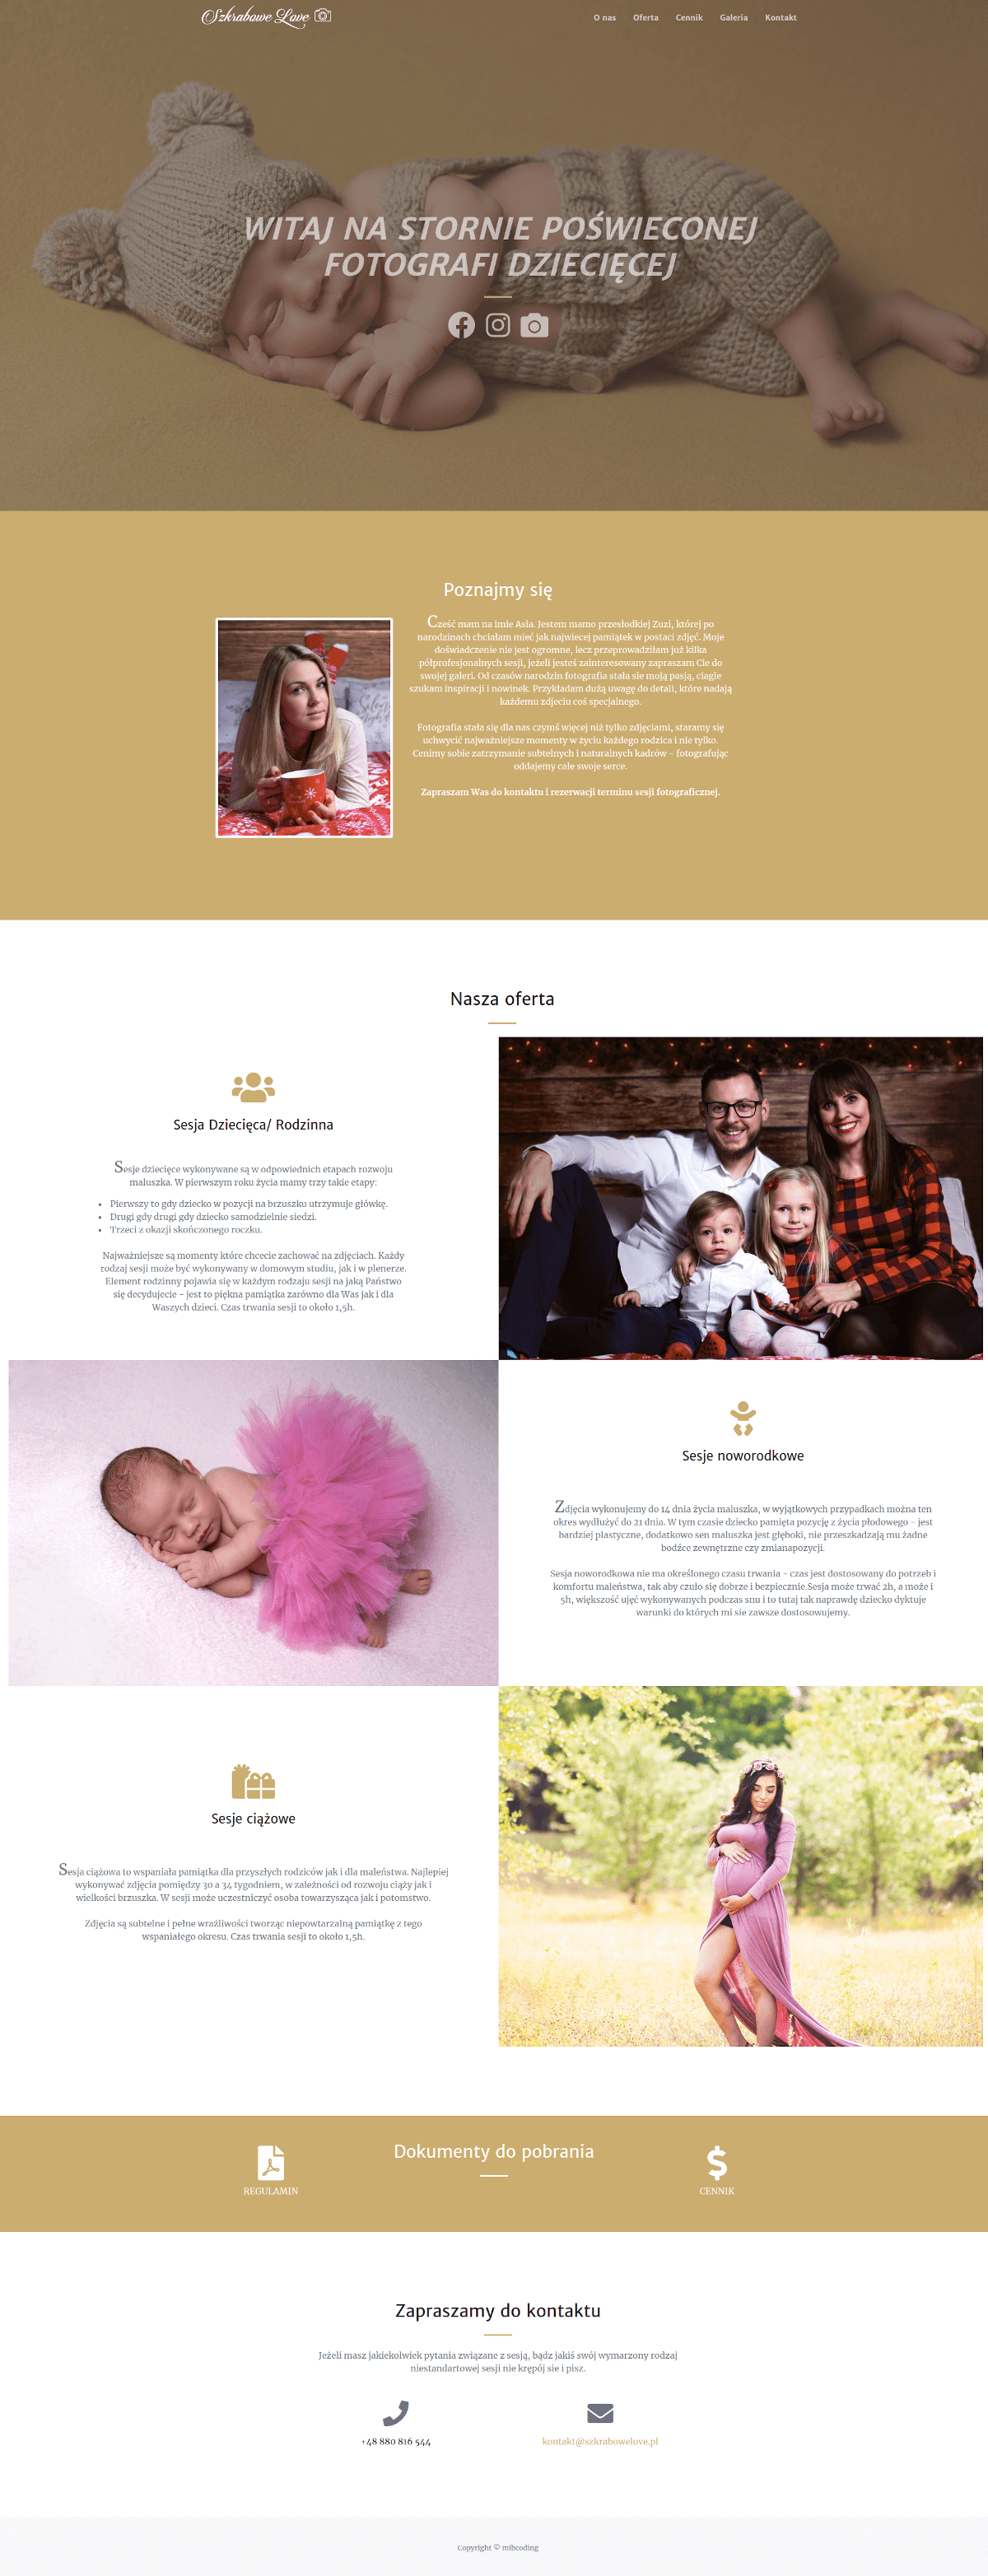 Szkrabowe Love
O nas Oferta Cennik Galeria Kontakt
WITAJ NA STORNIE POŚWIECONEJ
FOTOGRAFI DZIECIĘCEJ
Poznajmy się
Cześć mam na imie Asia. Jestem mamo przesłodkiej Zuzi, której po
narodzinach chciałam mieć jak najwiecej pamiątek w postaci zdjęć. Moje
doświadczenie nie jest ogromne, lecz przeprowadziłam już kilka
półprofesjonalnych sesji, jeżeli jesteś zainteresowany zapraszam Cie do
swojej galeri. Od czasów narodzin fotografia stała sie moją pasją, ciagle
szukam inspiracji i nowinek. Przykładam dużą uwagę do detali, które nadają
każdemu zdjeciu coś specjalnego.
Fotografia stała się dla nas czymś więcej niż tylko zdjęciami, staramy się
uchwycić najważniejsze momenty w życiu każdego rodzica i nie tylko.
Cenimy sobie zatrzymanie subtelnych i naturalnych kadrów - fotografując
oddajemy całe swoje serce.
Zapraszam Was do kontaktu i rezerwacji terminu sesji fotograficznej.
Nasza oferta
Sesja Dziecięca/ Rodzinna
Sesje dziecięce wykonywane są w odpowiednich etapach rozwoju
maluszka. W pierwszym roku życia mamy trzy takie etapy:
• Pierwszy to gdy dziecko w pozycji na brzuszku utrzymuje główkę.
• Drugi gdy drugi gdy dziecko samodzielnie siedzi.
• Trzeci z okazji skończonego roczku.
Najważniejsze są momenty które chcecie zachować na zdjęciach. Każdy
rodzaj sesji może być wykonywany w domowym studiu, jak i w plenerze.
Element rodzinny pojawia się w każdym rodzaju sesji na jaką Państwo
się decydujecie - jest to piękna pamiątka zarówno dla Was jak i dla
Waszych dzieci. Czas trwania sesji to około 1,5h.
Sesje noworodkowe
Zdjęcia wykonujemy do 14 dnia życia maluszka, w wyjątkowych przypadkach można ten
okres wydłużyć do 21 dnia. W tym czasie dziecko pamięta pozycję z życia płodowego - jest
bardziej plastyczne, dodatkowo sen maluszka jest głęboki, nie przeszkadzają mu żadne
bodźce zewnętrzne czy zmianapozycji.
Sesja noworodkowa nie ma określonego czasu trwania - czas jest dostosowany do potrzeb i
komfortu maleństwa, tak aby czuło się dobrze i bezpiecznie.Sesja może trwać 2h, a może i
5h, większość ujęć wykonywanych podczas snu i to tutaj tak naprawdę dziecko dyktuje
warunki do których mi sie zawsze dostosowujemy.
Sesje ciążowe
Sesja ciążowa to wspaniała pamiątka dla przyszłych rodziców jak i dla maleństwa. Najlepiej
wykonywać zdjęcia pomiędzy 30 a 34 tygodniem, w zależności od rozwoju ciąży jak i
wielkości brzuszka. W sesji może uczestniczyć osoba towarzysząca jak i potomstwo.
Zdjęcia są subtelne i pełne wrażliwości tworząc niepowtarzalną pamiątkę z tego
wspaniałego okresu. Czas trwania sesji to około 1,5h.
Dokumenty do pobrania
REGULAMIN
CENNIK
Zapraszamy do kontaktu
Jeżeli masz jakiekolwiek pytania związane z sesją, bądz jakiś swój wymarzony rodzaj
niestandartowej sesji nie krępój sie i pisz.
+48 880 816 544
kontakt@szkrabowelove.pl
Copyright © mibcoding